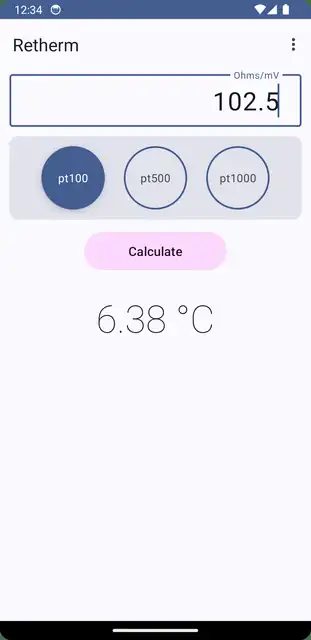 12:34
Retherm
Ohms/mV
102.5
pt100 pt500 pt1000
Calculate
6.38 °C